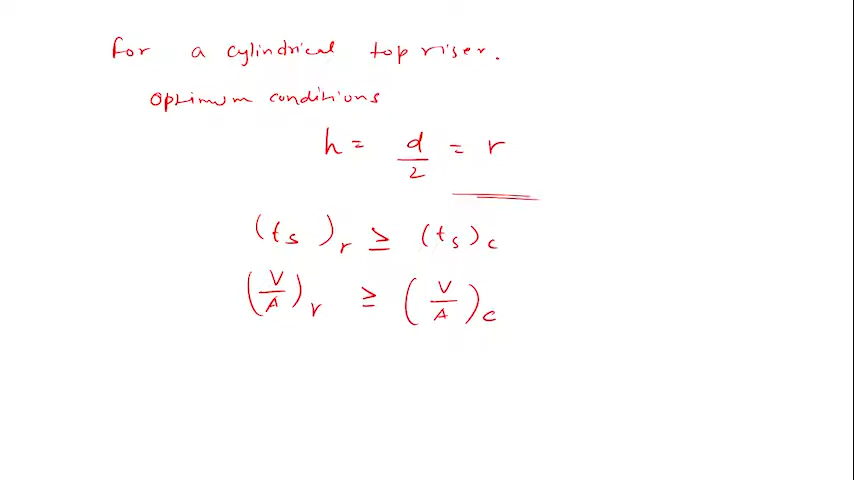 For a cylindrical top riser.
optimum conditions
h = d/2 = r
(ts)r ≥ (ts)c
(V/A)r ≥ (V/A)c